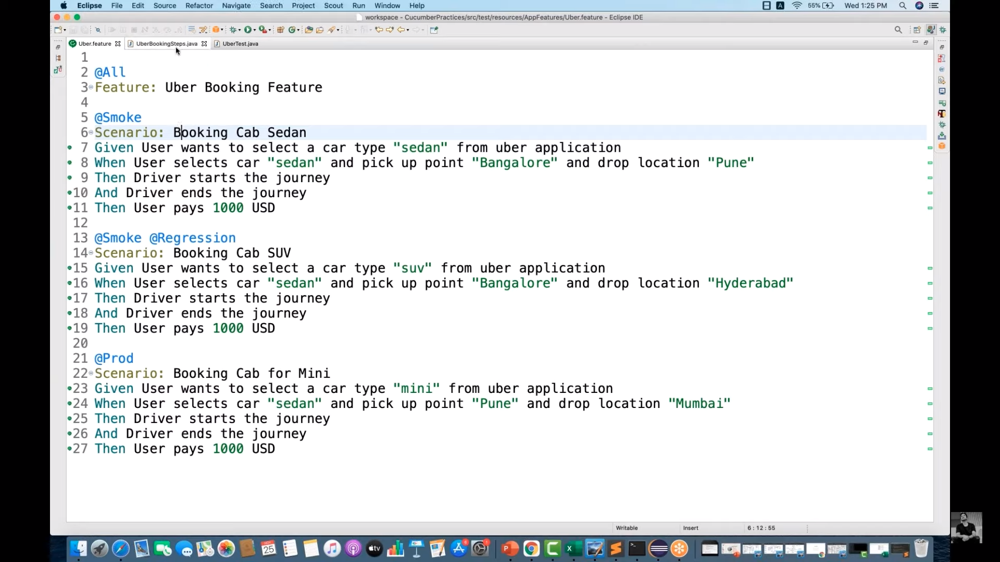 Eclipse File Edit Source Refactor Navigate Search Project Scout Run Window Help A 55% Wed 1:25 PM
workspace - CucumberPractices/src/test/resources/AppFeatures/Uber.feature - Eclipse IDE
Uber.feature UberBookingSteps.java UberTest.java
1
2 @All
3 Feature: Uber Booking Feature
4
5 @Smoke
6 Scenario: Booking Cab Sedan
7 Given User wants to select a car type "sedan" from uber application
8 When User selects car "sedan" and pick up point "Bangalore" and drop location "Pune"
9 Then Driver starts the journey
10 And Driver ends the journey
11 Then User pays 1000 USD
12
13 @Smoke @Regression
14 Scenario: Booking Cab SUV
15 Given User wants to select a car type "suv" from uber application
16 When User selects car "sedan" and pick up point "Bangalore" and drop location "Hyderabad"
17 Then Driver starts the journey
18 And Driver ends the journey
19 Then User pays 1000 USD
20
21 @Prod
22 Scenario: Booking Cab for Mini
23 Given User wants to select a car type "mini" from uber application
24 When User selects car "sedan" and pick up point "Pune" and drop location "Mumbai"
25 Then Driver starts the journey
26 And Driver ends the journey
27 Then User pays 1000 USD
Writable Insert 6 : 12 : 55
NOV 25 tv